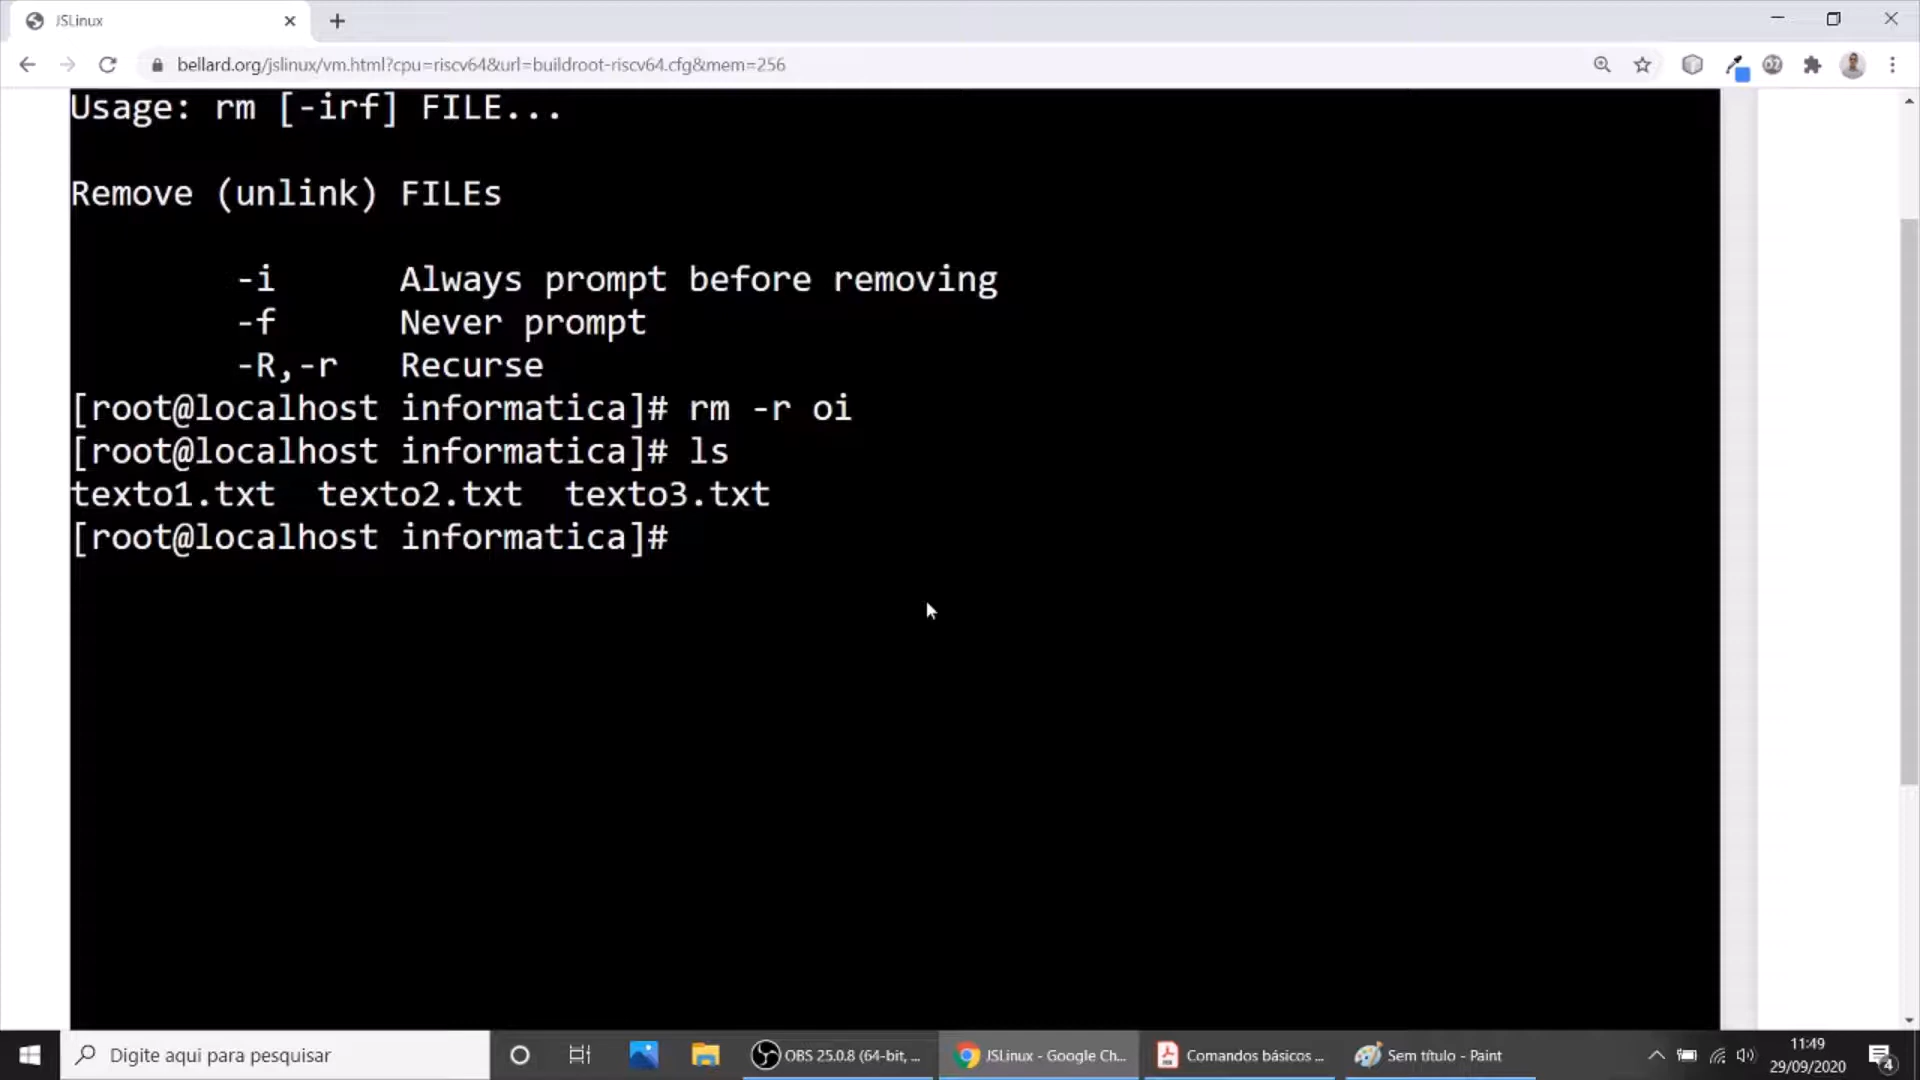 JSLinux
bellard.org/jslinux/vm.html?cpu=riscv64&url=buildroot-riscv64.cfg&mem=256
Usage: rm [-irf] FILE...
Remove (unlink) FILEs
-i Always prompt before removing
-f Never prompt
-R,-r Recurse
[root@localhost informatica]# rm -r oi
[root@localhost informatica]# ls
texto1.txt texto2.txt texto3.txt
[root@localhost informatica]#
Digite aqui para pesquisar
OBS 25.0.8 (64-bit, ...
JSLinux - Google Ch...
Comandos básicos ...
Sem título - Paint
11:49
29/09/2020
4